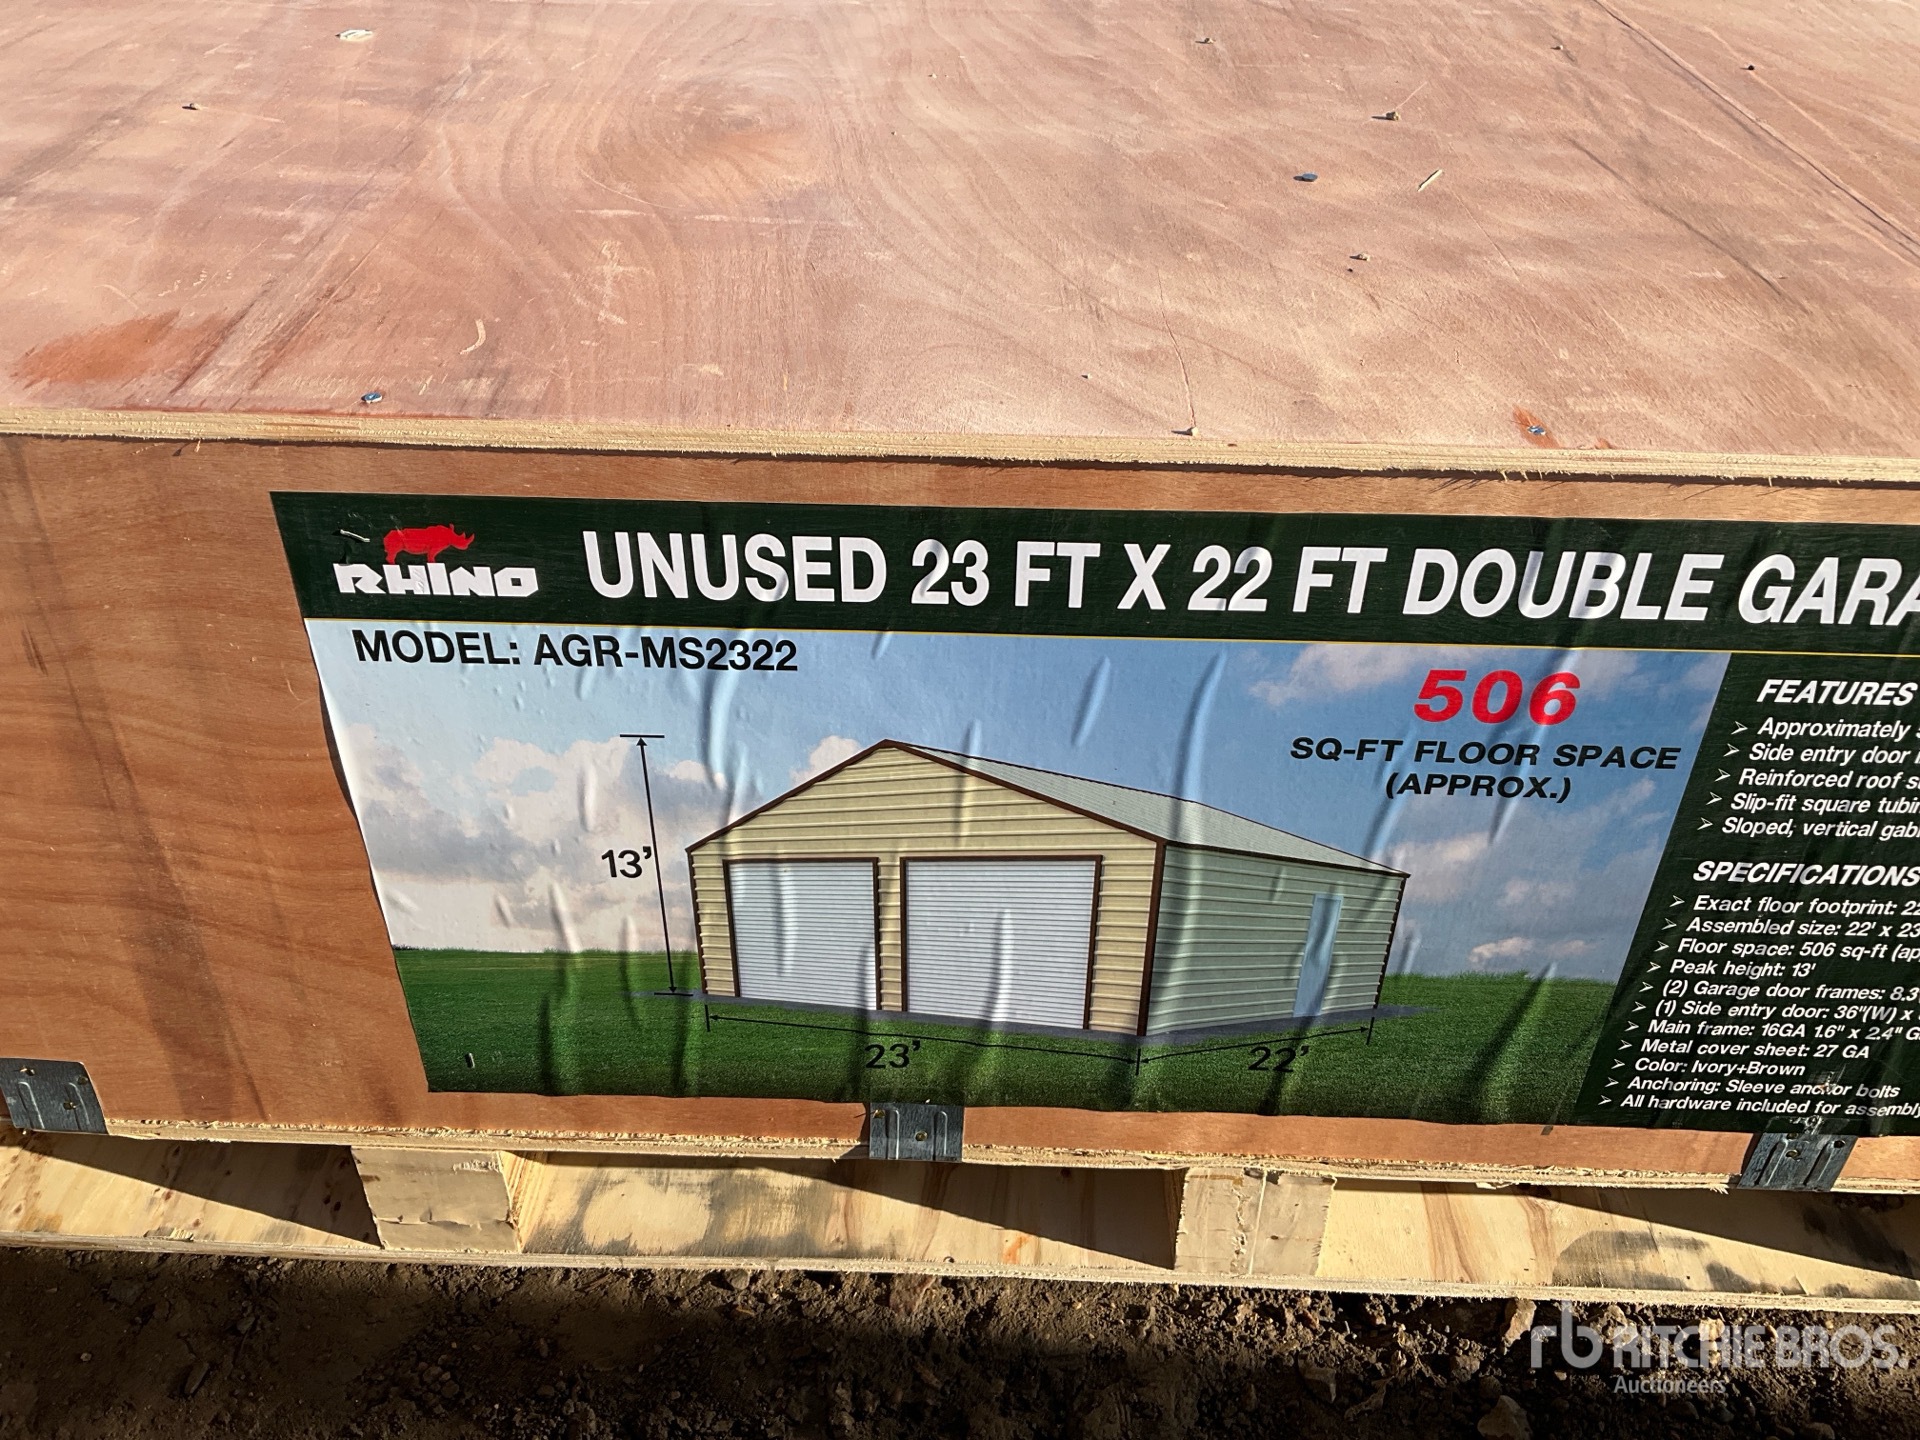 RHINO
UNUSED 23 FT X 22 FT DOUBLE
MODEL: AGR-MS2322
506
SQ-FT FLOOR SPACE
(APPROX.)
13'
23'
22'
FEATURES
➢ Approximately
➢ Side entry door
➢ Reinforced roof
➢ Slip-fit square
➢ Sloped, vertical
SPECIFICATIONS
➢ Exact floor footprint:
➢ Assembled size: 22' x 23
➢ Floor space: 506 sq-ft
➢ Peak height: 13'
➢ (2) Garage door frames:
➢ (1) Side entry door: 36"(W) x
➢ Main frame: 16GA 1.6" x 2.4"
➢ Metal cover sheet: 27 GA
➢ Color: Ivory+Brown
➢ Anchoring: Sleeve anchor bolts
➢ All hardware included for assembly
rb RITCHIE BROS.
Auctioneers